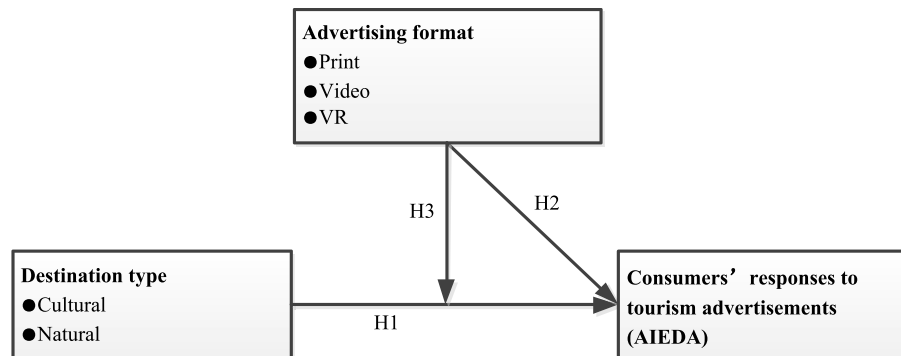 Advertising format
●Print
●Video
●VR
H3
H2
Destination type
●Cultural
●Natural
H1
Consumers’ responses to
tourism advertisements
(AIEDA)